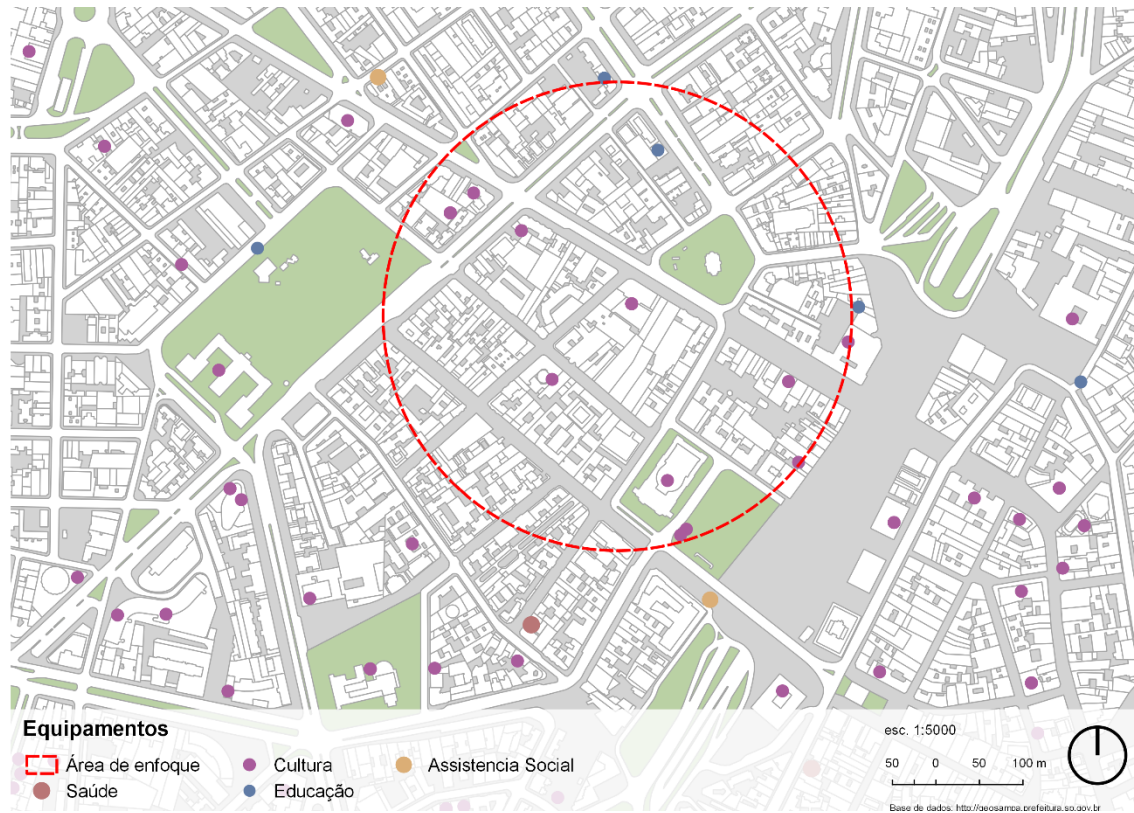 Equipamentos
Área de enfoque
Saúde
Cultura
Educação
Assistencia Social
esc. 1:5000
50 0 50 100 m
Base de dados: http://geosampa.prefeitura.sp.gov.br